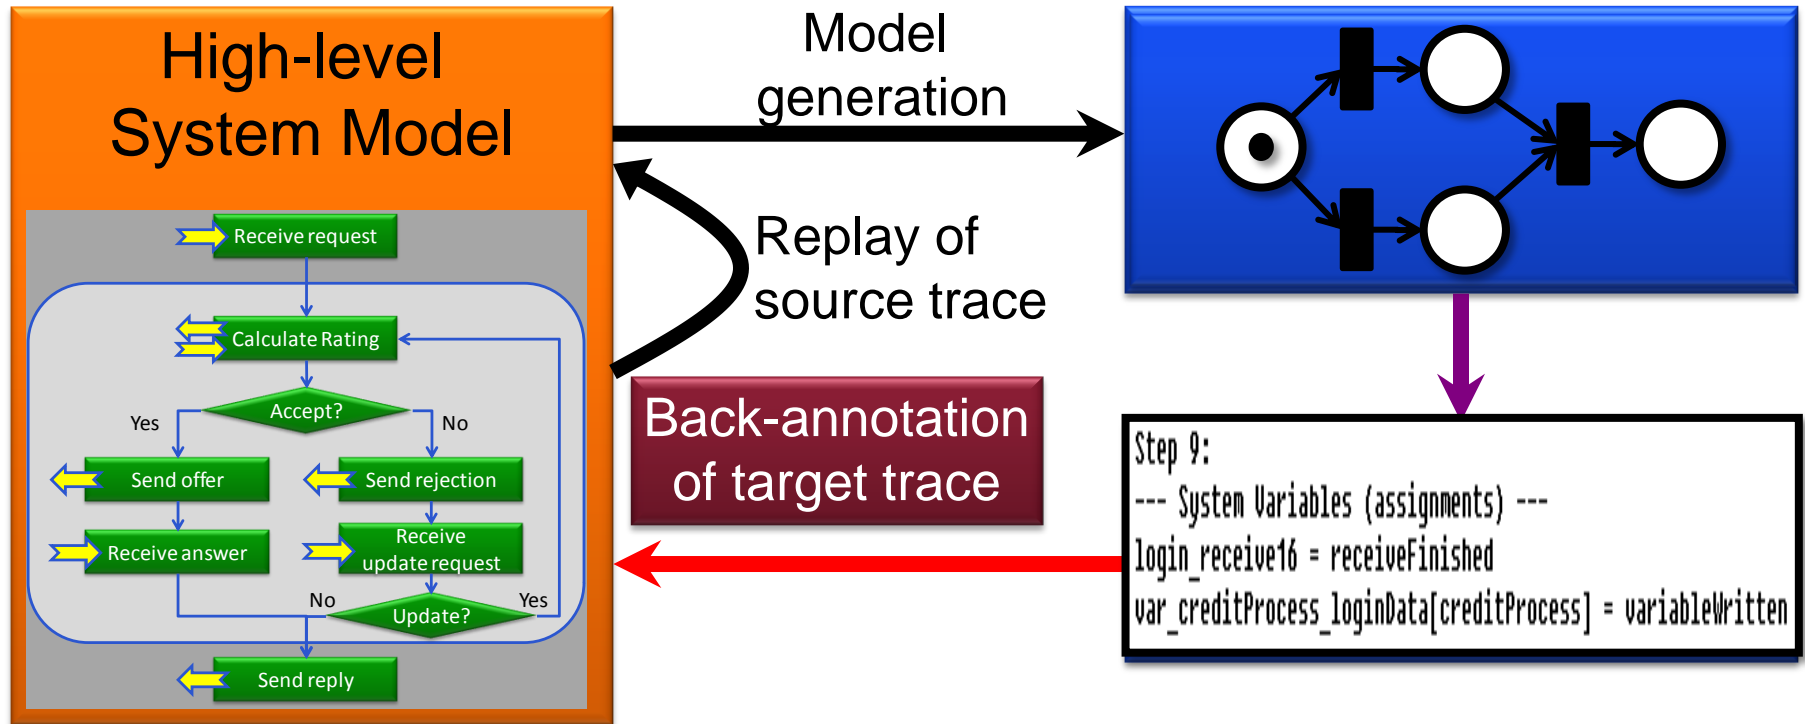 High-level
System Model
Model
generation
Replay of
source trace
Back-annotation
of target trace
Receive request
Calculate Rating
Accept?
Yes
No
Send offer
Send rejection
Receive answer
Receive
update request
No
Yes
Update?
Send reply
Step 9:
--- System Variables (assignments) ---
login_receive16 = receiveFinished
var_creditProcess_loginData[creditProcess] = variableWritten